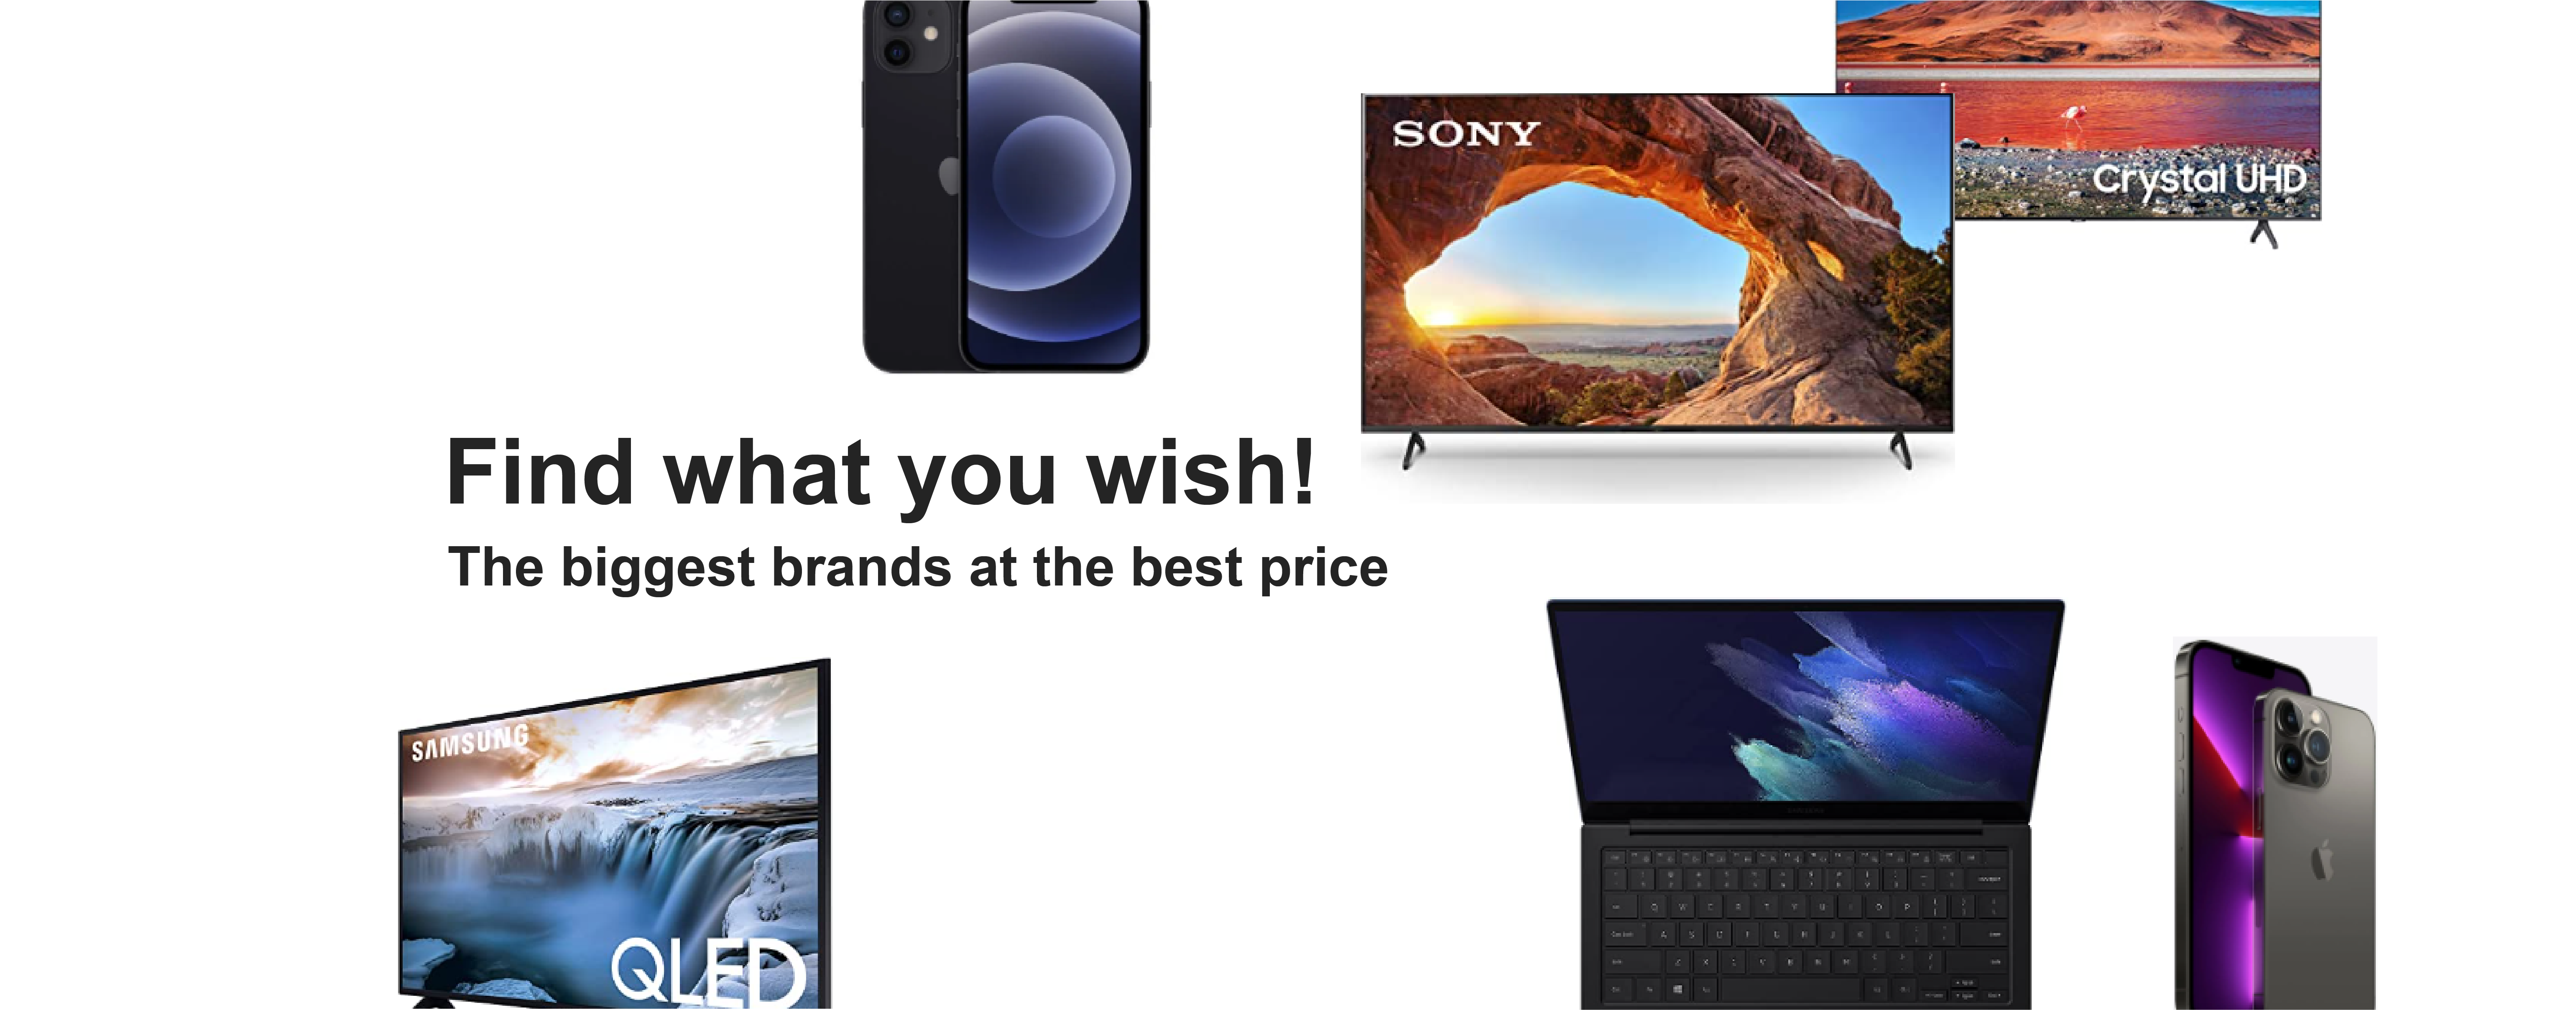 SONY
Crystal UHD
Find what you wish!
The biggest brands at the best price
SAMSUNG
QLED